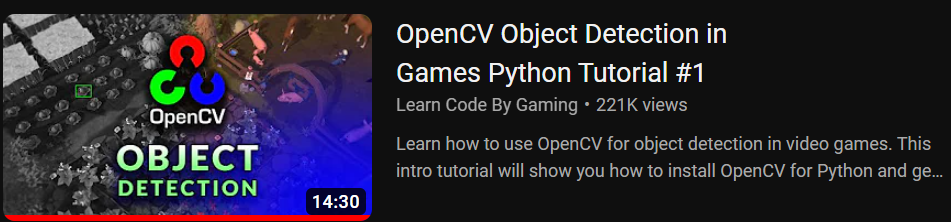 OpenCV
OBJECT
DETECTION
14:30
OpenCV Object Detection in
Games Python Tutorial #1
Learn Code By Gaming • 221K views
Learn how to use OpenCV for object detection in video games. This
intro tutorial will show you how to install OpenCV for Python and ge...